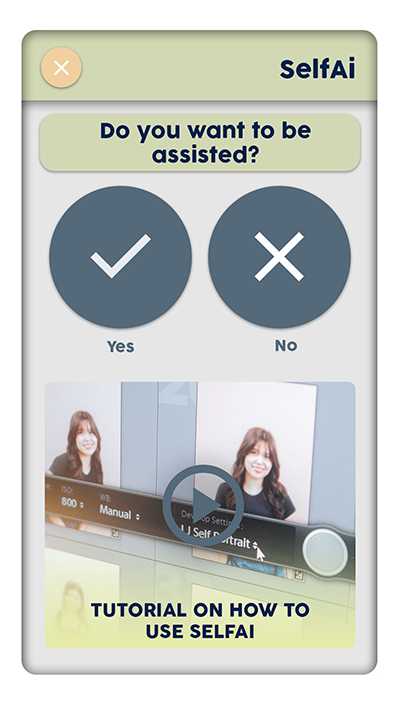 SelfAi
Do you want to be
assisted?
Yes
No
2
ISO:
800
WB:
Manual
Develop Settings:
Self Portrait
TUTORIAL ON HOW TO
USE SELFAI